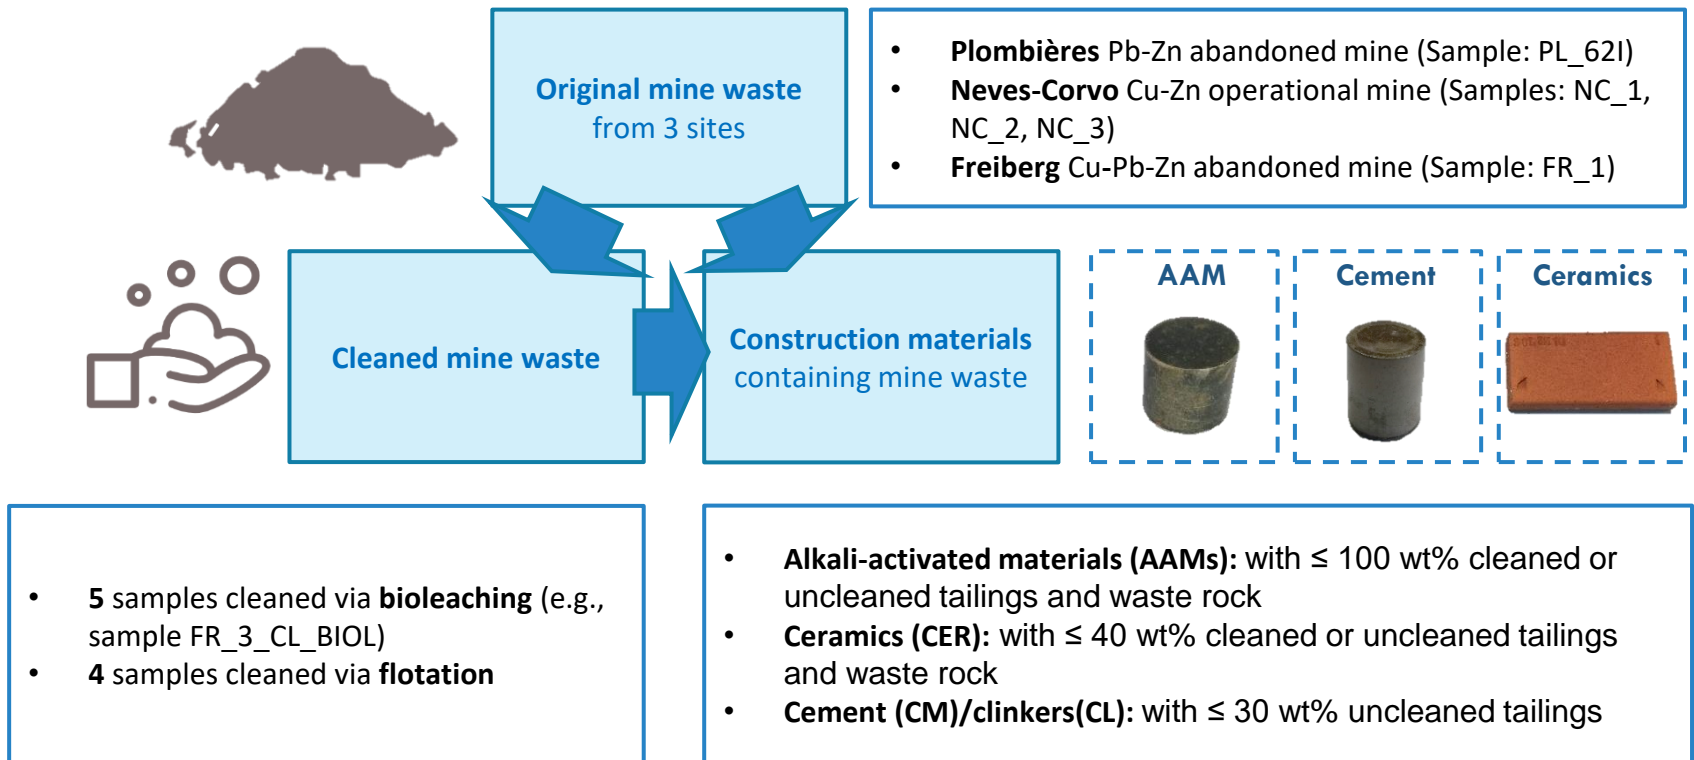 Original mine waste
from 3 sites
• Plombières Pb-Zn abandoned mine (Sample: PL_62I)
• Neves-Corvo Cu-Zn operational mine (Samples: NC_1,
NC_2, NC_3)
• Freiberg Cu-Pb-Zn abandoned mine (Sample: FR_1)
Cleaned mine waste
Construction materials
containing mine waste
AAM
Cement
Ceramics
• 5 samples cleaned via bioleaching (e.g.,
sample FR_3_CL_BIOL)
• 4 samples cleaned via flotation
• Alkali-activated materials (AAMs): with ≤ 100 wt% cleaned or
uncleaned tailings and waste rock
• Ceramics (CER): with ≤ 40 wt% cleaned or uncleaned tailings
and waste rock
• Cement (CM)/clinkers(CL): with ≤ 30 wt% uncleaned tailings